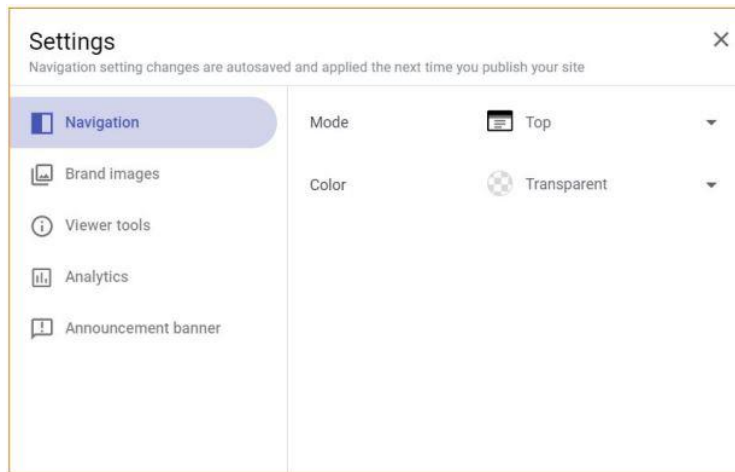 Settings
Navigation setting changes are autosaved and applied the next time you publish your site
Navigation
Brand images
Viewer tools
Analytics
Announcement banner
Mode
Top
Color
Transparent